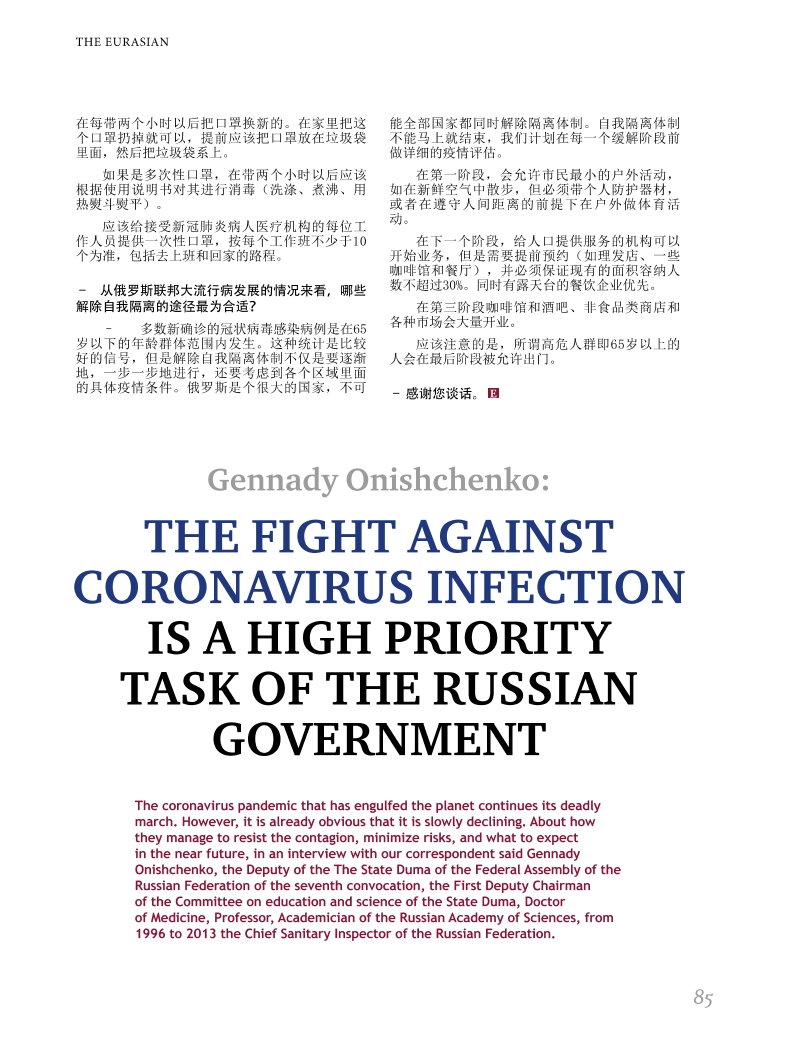 THE EURASIAN
在每带两个小时以后把口罩换新的。在家里把这
个口罩扔掉就可以，提前应该把口罩放在垃圾袋
里面，然后把垃圾袋系上。
如果是多次性口罩，在带两个小时以后应该
根据使用说明书对其进行消毒（洗涤、煮沸、用
热熨斗熨平）。
应该给接受新冠肺炎病人医疗机构的每位工
作人员提供一次性口罩，按每个工作班不少于10
个为准，包括去上班和回家的路程。
– 从俄罗斯联邦大流行病发展的情况来看，哪些
解除自我隔离的途径最为合适？
– 多数新确诊的冠状病毒感染病例是在65
岁以下的年龄群体范围内发生。这种统计是比较
好的信号，但是解除自我隔离体制不仅是要逐渐
地，一步一步地进行，还要考虑到各个区域里面
的具体疫情条件。俄罗斯是个很大的国家，不可
能全部国家都同时解除隔离体制。自我隔离体制
不能马上就结束，我们计划在每一个缓解阶段前
做详细的疫情评估。
在第一阶段，会允许市民最小的户外活动，
如在新鲜空气中散步，但必须带个人防护器材，
或者在遵守人间距离的前提下在户外做体育活
动。
在下一个阶段，给人口提供服务的机构可以
开始业务，但是需要提前预约（如理发店、一些
咖啡馆和餐厅），并必须保证现有的面积容纳人
数不超过30%。同时有露天台的餐饮企业优先。
在第三阶段咖啡馆和酒吧、非食品类商店和
各种市场会大量开业。
应该注意的是，所谓高危人群即65岁以上的
人会在最后阶段被允许出门。
– 感谢您谈话。 E
Gennady Onishchenko:
THE FIGHT AGAINST
CORONAVIRUS INFECTION
IS A HIGH PRIORITY
TASK OF THE RUSSIAN
GOVERNMENT
The coronavirus pandemic that has engulfed the planet continues its deadly
march. However, it is already obvious that it is slowly declining. About how
they manage to resist the contagion, minimize risks, and what to expect
in the near future, in an interview with our correspondent said Gennady
Onishchenko, the Deputy of the The State Duma of the Federal Assembly of the
Russian Federation of the seventh convocation, the First Deputy Chairman
of the Committee on education and science of the State Duma, Doctor
of Medicine, Professor, Academician of the Russian Academy of Sciences, from
1996 to 2013 the Chief Sanitary Inspector of the Russian Federation.
85